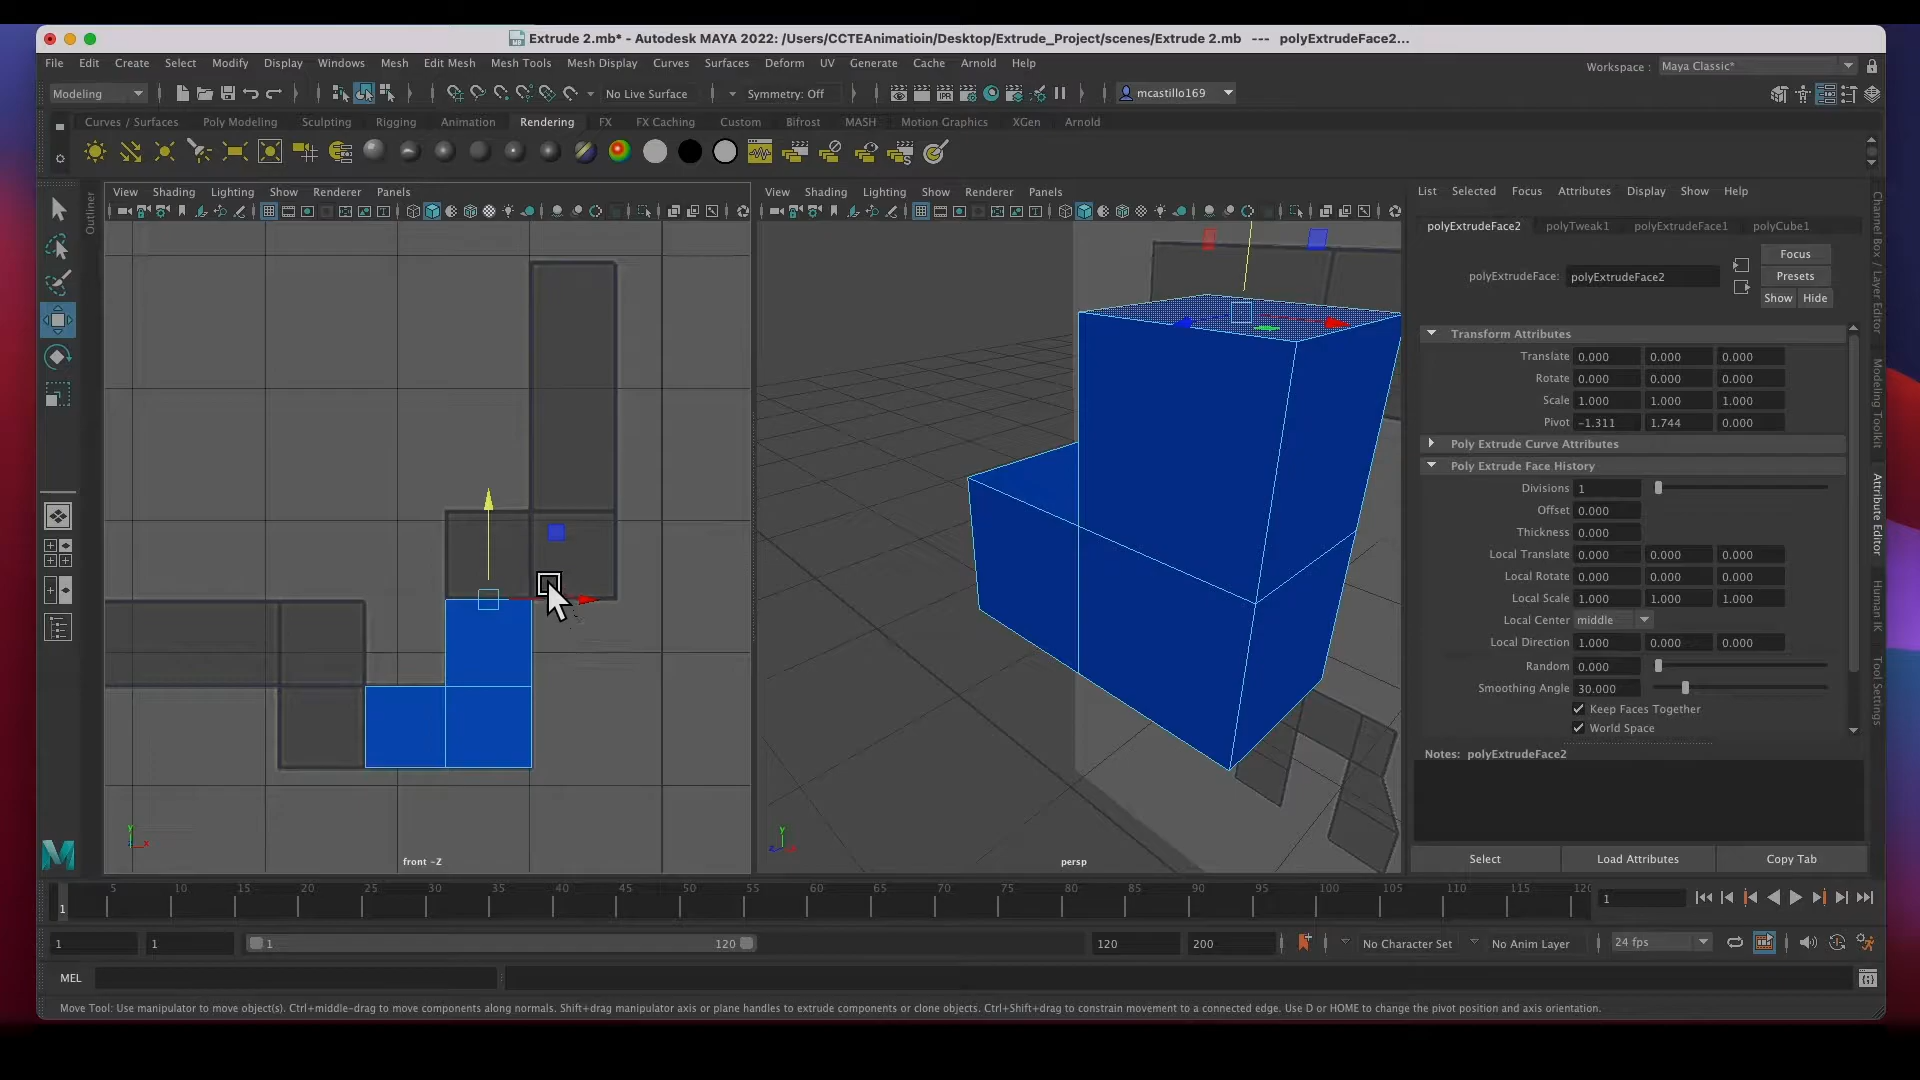 Extrude 2.mb* - Autodesk MAYA 2022: /Users/CCTEAnimatioin/Desktop/Extrude_Project/scenes/Extrude 2.mb --- polyExtrudeFace2...
File Edit Create Select Modify Display Windows Mesh Edit Mesh Mesh Tools Mesh Display Curves Surfaces Deform UV Generate Cache Arnold Help
Workspace : Maya Classic*
Modeling No Live Surface Symmetry: Off mcastillo169
Curves / Surfaces Poly Modeling Sculpting Rigging Animation Rendering FX FX Caching Custom Bifrost MASH Motion Graphics XGen Arnold
Outliner
View Shading Lighting Show Renderer Panels
View Shading Lighting Show Renderer Panels
front -Z
persp
List Selected Focus Attributes Display Show Help
polyExtrudeFace2 polyTweak1 polyExtrudeFace1 polyCube1
Focus
polyExtrudeFace: polyExtrudeFace2 Presets
Show Hide
Transform Attributes
Translate 0.000 0.000 0.000
Rotate 0.000 0.000 0.000
Scale 1.000 1.000 1.000
Pivot -1.311 1.744 0.000
Poly Extrude Curve Attributes
Poly Extrude Face History
Divisions 1
Offset 0.000
Thickness 0.000
Local Translate 0.000 0.000 0.000
Local Rotate 0.000 0.000 0.000
Local Scale 1.000 1.000 1.000
Local Center middle
Local Direction 1.000 0.000 0.000
Random 0.000
Smoothing Angle 30.000
Keep Faces Together
World Space
Notes: polyExtrudeFace2
Select Load Attributes Copy Tab
Channel Box / Layer Editor
Modeling Toolkit
Attribute Editor
Human IK
Tool Settings
5 10 15 20 25 30 35 40 45 50 55 60 65 70 75 80 85 90 95 100 105 110 115 120
1
1
1 1 1 120 120 200 No Character Set No Anim Layer 24 fps
MEL
Move Tool: Use manipulator to move object(s). Ctrl+middle-drag to move components along normals. Shift+drag manipulator axis or plane handles to extrude components or clone objects. Ctrl+Shift+drag to constrain movement to a connected edge. Use D or HOME to change the pivot position and axis orientation.